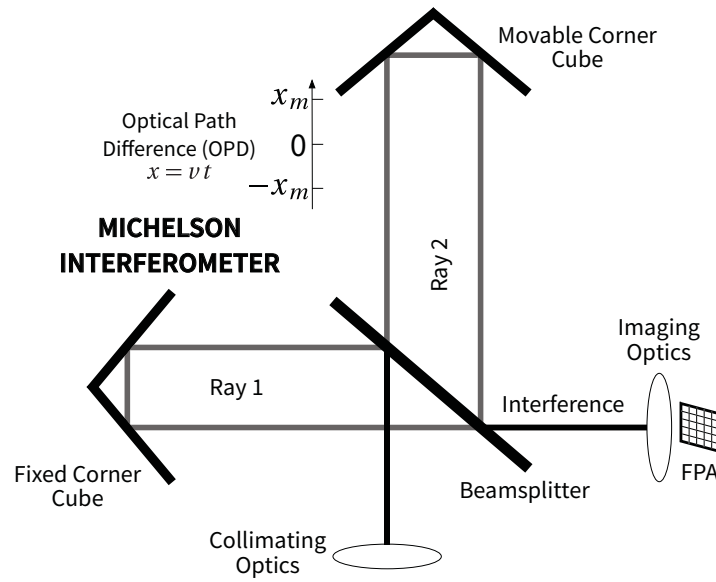 Movable Corner
Cube
x_m
Optical Path
Difference (OPD)
x = v t
0
−x_m
MICHELSON
INTERFEROMETER
Ray 2
Imaging
Optics
Ray 1
Interference
Fixed Corner
Cube
Beamsplitter
FPA
Collimating
Optics